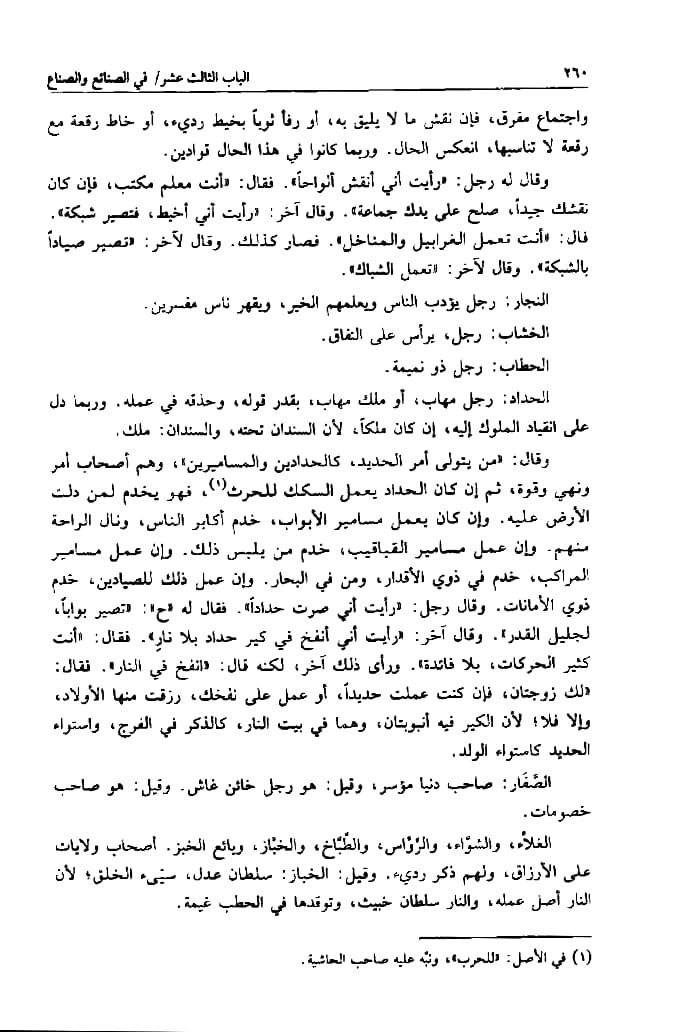 ٢٦٠
الباب الثالث عشر/ في الصنائع والصناع
واجتماع مفرق، فإن نقش ما لا يليق به، أو رفأ ثوباً بخيط رديء، أو خاط رقعة مع
رقعة لا تناسبها، انعكس الحال. وربما كانوا في هذا الحال قوادين.
وقال له رجل: «رأيت أني أنقش ألواحاً». فقال: «أنت معلم مكتب، فإن كان
نقشك جيداً، صلح على يدك جماعة». وقال آخر: «رأيت أني أخيط، فتصير شبكة».
قال: «أنت تعمل الغرابيل والمناخل». فصار كذلك. وقال لآخر: «تصير صياداً
بالشبكة». وقال لآخر: «تعمل الشباك».
النجار: رجل يؤدب الناس ويعلمهم الخير، ويقهر ناس مفسرين.
الخشاب: رجل، يرأس على النفاق.
الحطاب: رجل ذو نميمة.
الحداد: رجل مهاب، أو ملك مهاب، بقدر قوله، وحذقه في عمله. وربما دل
على انقياد الملوك إليه، إن كان ملكاً، لأن السندان تحته، والسندان: ملك.
وقال: «من يتولى أمر الحديد، كالحدادين والمساميرين»، وهم أصحاب أمر
ونهي وقوة، ثم إن كان الحداد يعمل السكك للحرث(١)، فهو يخدم لمن دلت
الأرض عليه. وإن كان يعمل مسامير الأبواب، خدم أكابر الناس، ونال الراحة
منهم. وإن عمل مسامير القباقيب، خدم من يلبس ذلك. وإن عمل مسامير
المراكب، خدم في ذوي الأقدار، ومن في البحار. وإن عمل ذلك للصيادين، خدم
ذوي الأمانات. وقال رجل: «رأيت أني صرت حداداً». فقال له «ح»: «تصير بواباً،
لجليل القدر». وقال آخر: «رأيت أني أنفخ في كير حداد بلا نارٍ». فقال: «أنت
كثير الحركات، بلا فائدة». ورأى ذلك آخر، لكنه قال: «انفخ في النار». فقال:
«لك زوجتان، فإن كنت عملت حديداً، أو عمل على نفخك، رزقت منها الأولاد،
وإلا فلا؛ لأن الكير فيه أنبوبتان، وهما في بيت النار، كالذكر في الفرج، واستواء
الحديد كاستواء الولد.
الصَّفَار: صاحب دنيا مؤسر، وقيل: هو رجل خائن غاش. وقيل: هو صاحب
خصومات.
الغلاَّء، والشوَّاء، والرَّوَّاس، والطَّبَّاخ، والخبَّاز، وبائع الخبز. أصحاب ولايات
على الأرزاق، ولهم ذكر رديء. وقيل: الخباز: سلطان عدل، سيّىء الخلق؛ لأن
النار أصل عمله، والنار سلطان خبيث، وتوقدها في الحطب غيمة.
(١) في الأصل: «للحرب»، ونبَّه عليه صاحب الحاشية.